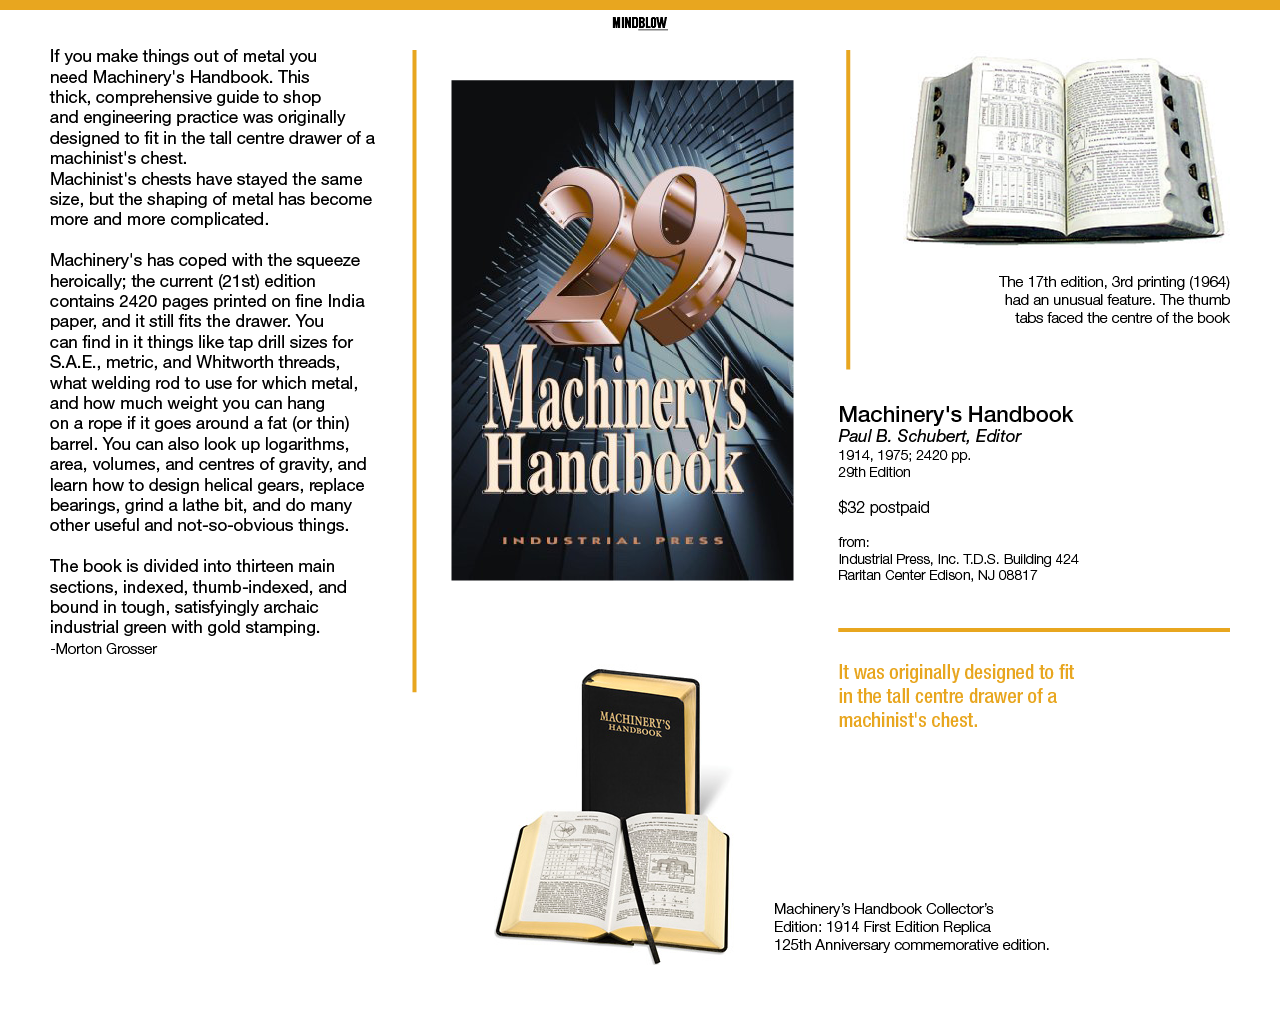 MINDBLOW
If you make things out of metal you
need Machinery's Handbook. This
thick, comprehensive guide to shop
and engineering practice was originally
designed to fit in the tall centre drawer of a
machinist's chest.
Machinist's chests have stayed the same
size, but the shaping of metal has become
more and more complicated.
Machinery's has coped with the squeeze
heroically; the current (21st) edition
contains 2420 pages printed on fine India
paper, and it still fits the drawer. You
can find in it things like tap drill sizes for
S.A.E., metric, and Whitworth threads,
what welding rod to use for which metal,
and how much weight you can hang
on a rope if it goes around a fat (or thin)
barrel. You can also look up logarithms,
area, volumes, and centres of gravity, and
learn how to design helical gears, replace
bearings, grind a lathe bit, and do many
other useful and not-so-obvious things.
The book is divided into thirteen main
sections, indexed, thumb-indexed, and
bound in tough, satisfyingly archaic
industrial green with gold stamping.
-Morton Grosser
29
Machinery's
Handbook
INDUSTRIAL PRESS
The 17th edition, 3rd printing (1964)
had an unusual feature. The thumb
tabs faced the centre of the book
Machinery's Handbook
Paul B. Schubert, Editor
1914, 1975; 2420 pp.
29th Edition
$32 postpaid
from:
Industrial Press, Inc. T.D.S. Building 424
Raritan Center Edison, NJ 08817
It was originally designed to fit
in the tall centre drawer of a
machinist's chest.
MACHINERY'S
HANDBOOK
Machinery’s Handbook Collector’s
Edition: 1914 First Edition Replica
125th Anniversary commemorative edition.